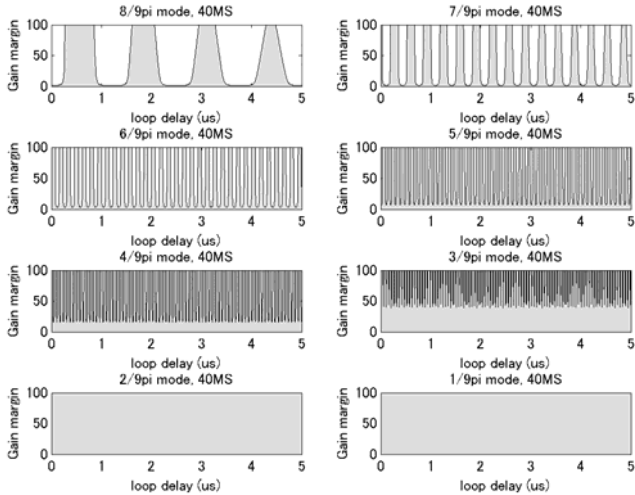 8/9pi mode, 40MS
7/9pi mode, 40MS
Gain margin
100
50
0
0 1 2 3 4 5
loop delay (us)
Gain margin
100
50
0
0 1 2 3 4 5
loop delay (us)
6/9pi mode, 40MS
5/9pi mode, 40MS
Gain margin
100
50
0
0 1 2 3 4 5
loop delay (us)
Gain margin
100
50
0
0 1 2 3 4 5
loop delay (us)
4/9pi mode, 40MS
3/9pi mode, 40MS
Gain margin
100
50
0
0 1 2 3 4 5
loop delay (us)
Gain margin
100
50
0
0 1 2 3 4 5
loop delay (us)
2/9pi mode, 40MS
1/9pi mode, 40MS
Gain margin
100
50
0
0 1 2 3 4 5
loop delay (us)
Gain margin
100
50
0
0 1 2 3 4 5
loop delay (us)